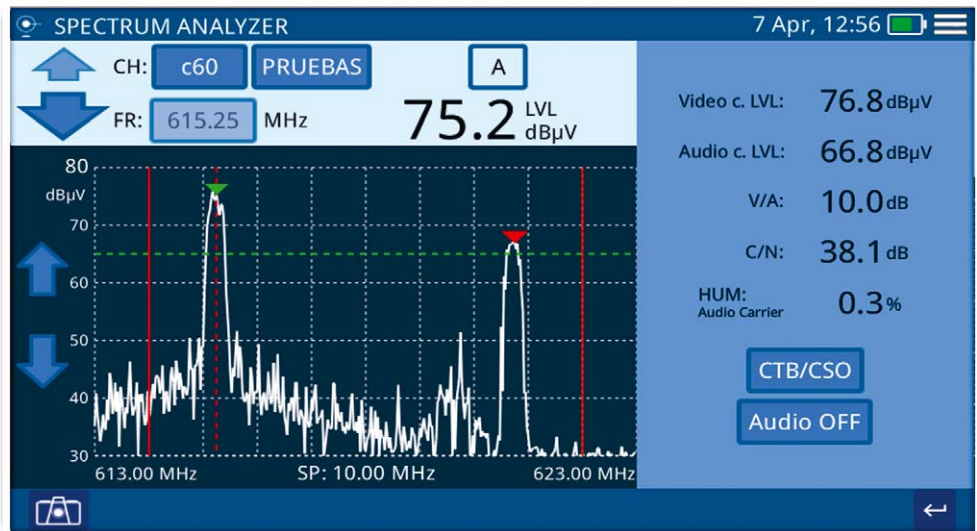 SPECTRUM ANALYZER
7 Apr, 12:56
CH: c60 PRUEBAS A
FR: 615.25 MHz
75.2 LVL dBµV
Video c. LVL: 76.8 dBµV
Audio c. LVL: 66.8 dBµV
V/A: 10.0 dB
C/N: 38.1 dB
HUM: 0.3 %
Audio Carrier
CTB/CSO
Audio OFF
80
dBµV
70
60
50
40
30
613.00 MHz SP: 10.00 MHz 623.00 MHz